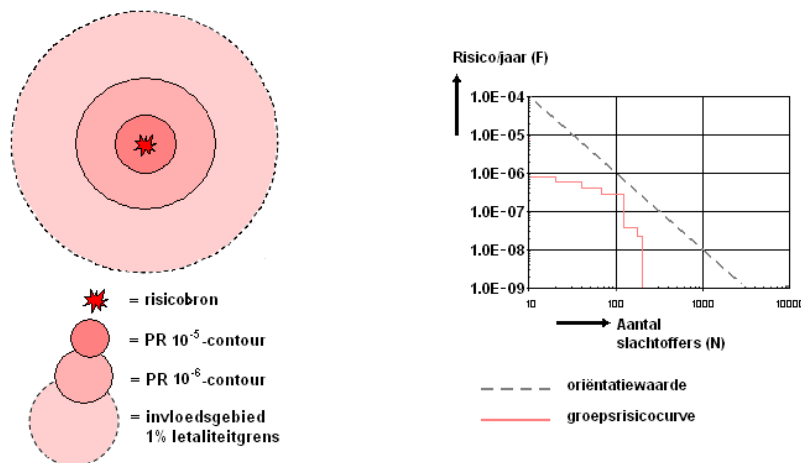 = risicobron
= PR 10⁻⁵-contour
= PR 10⁻⁶-contour
= invloedsgebied
1% letaliteitgrens
Risico/jaar (F)
1.0E-04
1.0E-05
1.0E-06
1.0E-07
1.0E-08
1.0E-09
10
100
1000
10000
Aantal
slachtoffers (N)
oriëntatiewaarde
groepsrisicocurve